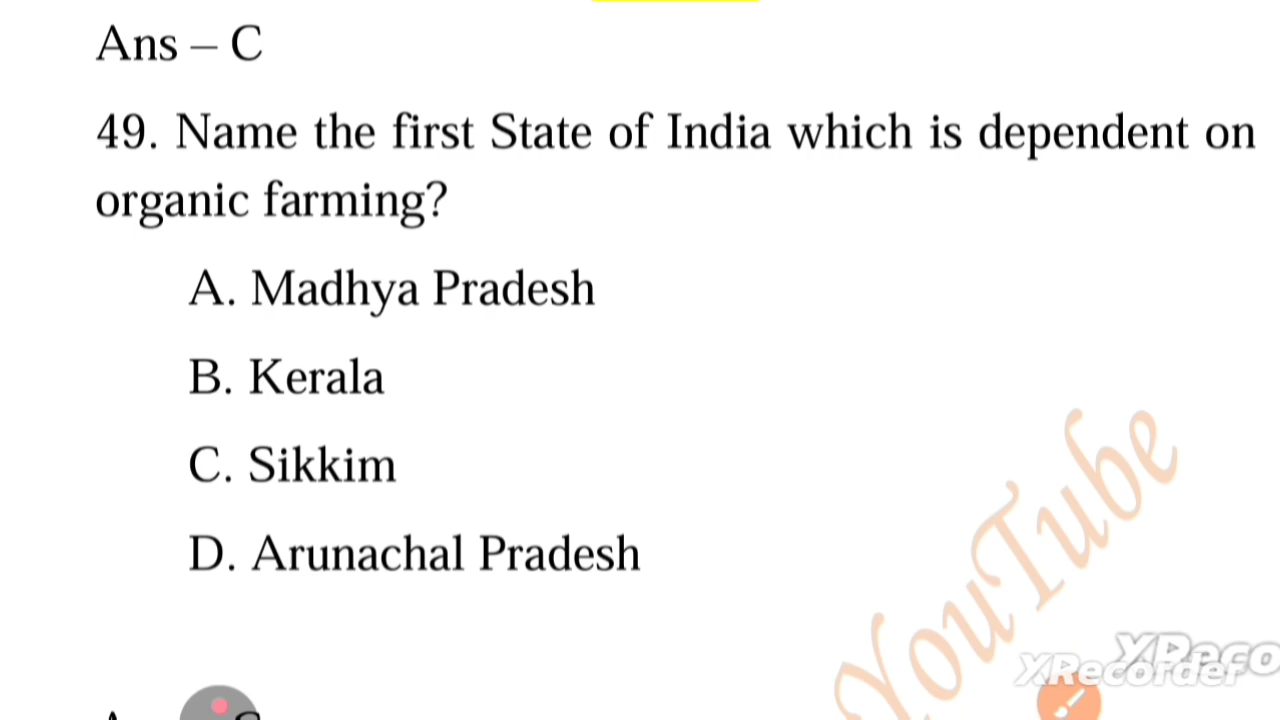 Ans – C
49. Name the first State of India which is dependent on
organic farming?
A. Madhya Pradesh
B. Kerala
C. Sikkim
D. Arunachal Pradesh
YouTube
XRecorder
XReco